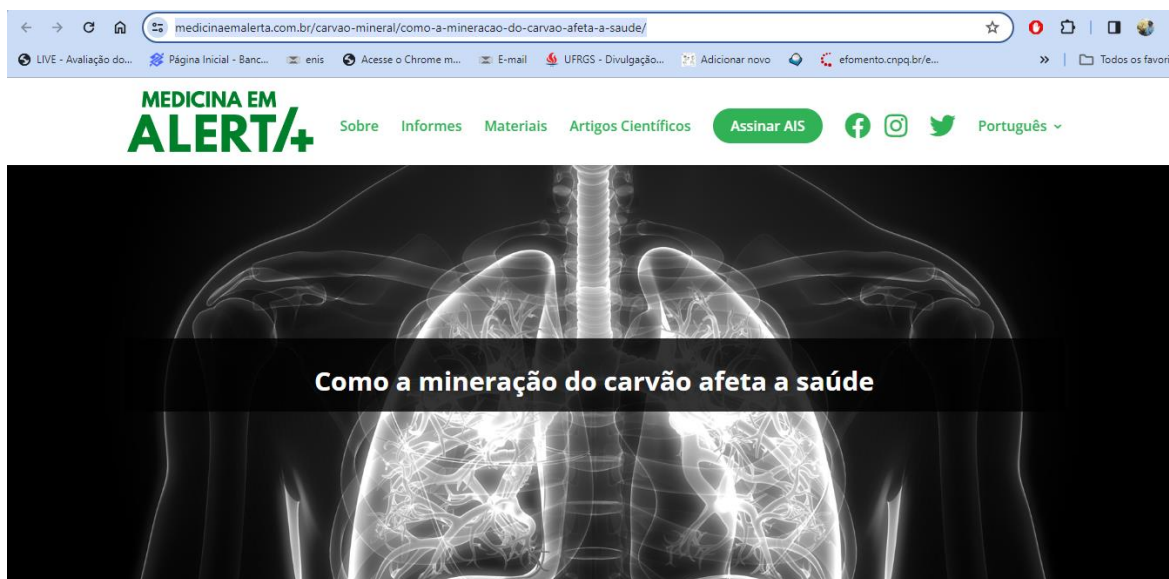 medicinaemalerta.com.br/carvao-mineral/como-a-mineracao-do-carvao-afeta-a-saude/
LIVE - Avaliação do... Página Inicial - Banc... enis Acesse o Chrome m... E-mail UFRGS - Divulgação... Adicionar novo efomento.cnpq.br/e... » Todos os favori
MEDICINA EM
ALERTA
Sobre Informes Materiais Artigos Científicos Assinar AIS Português
Como a mineração do carvão afeta a saúde